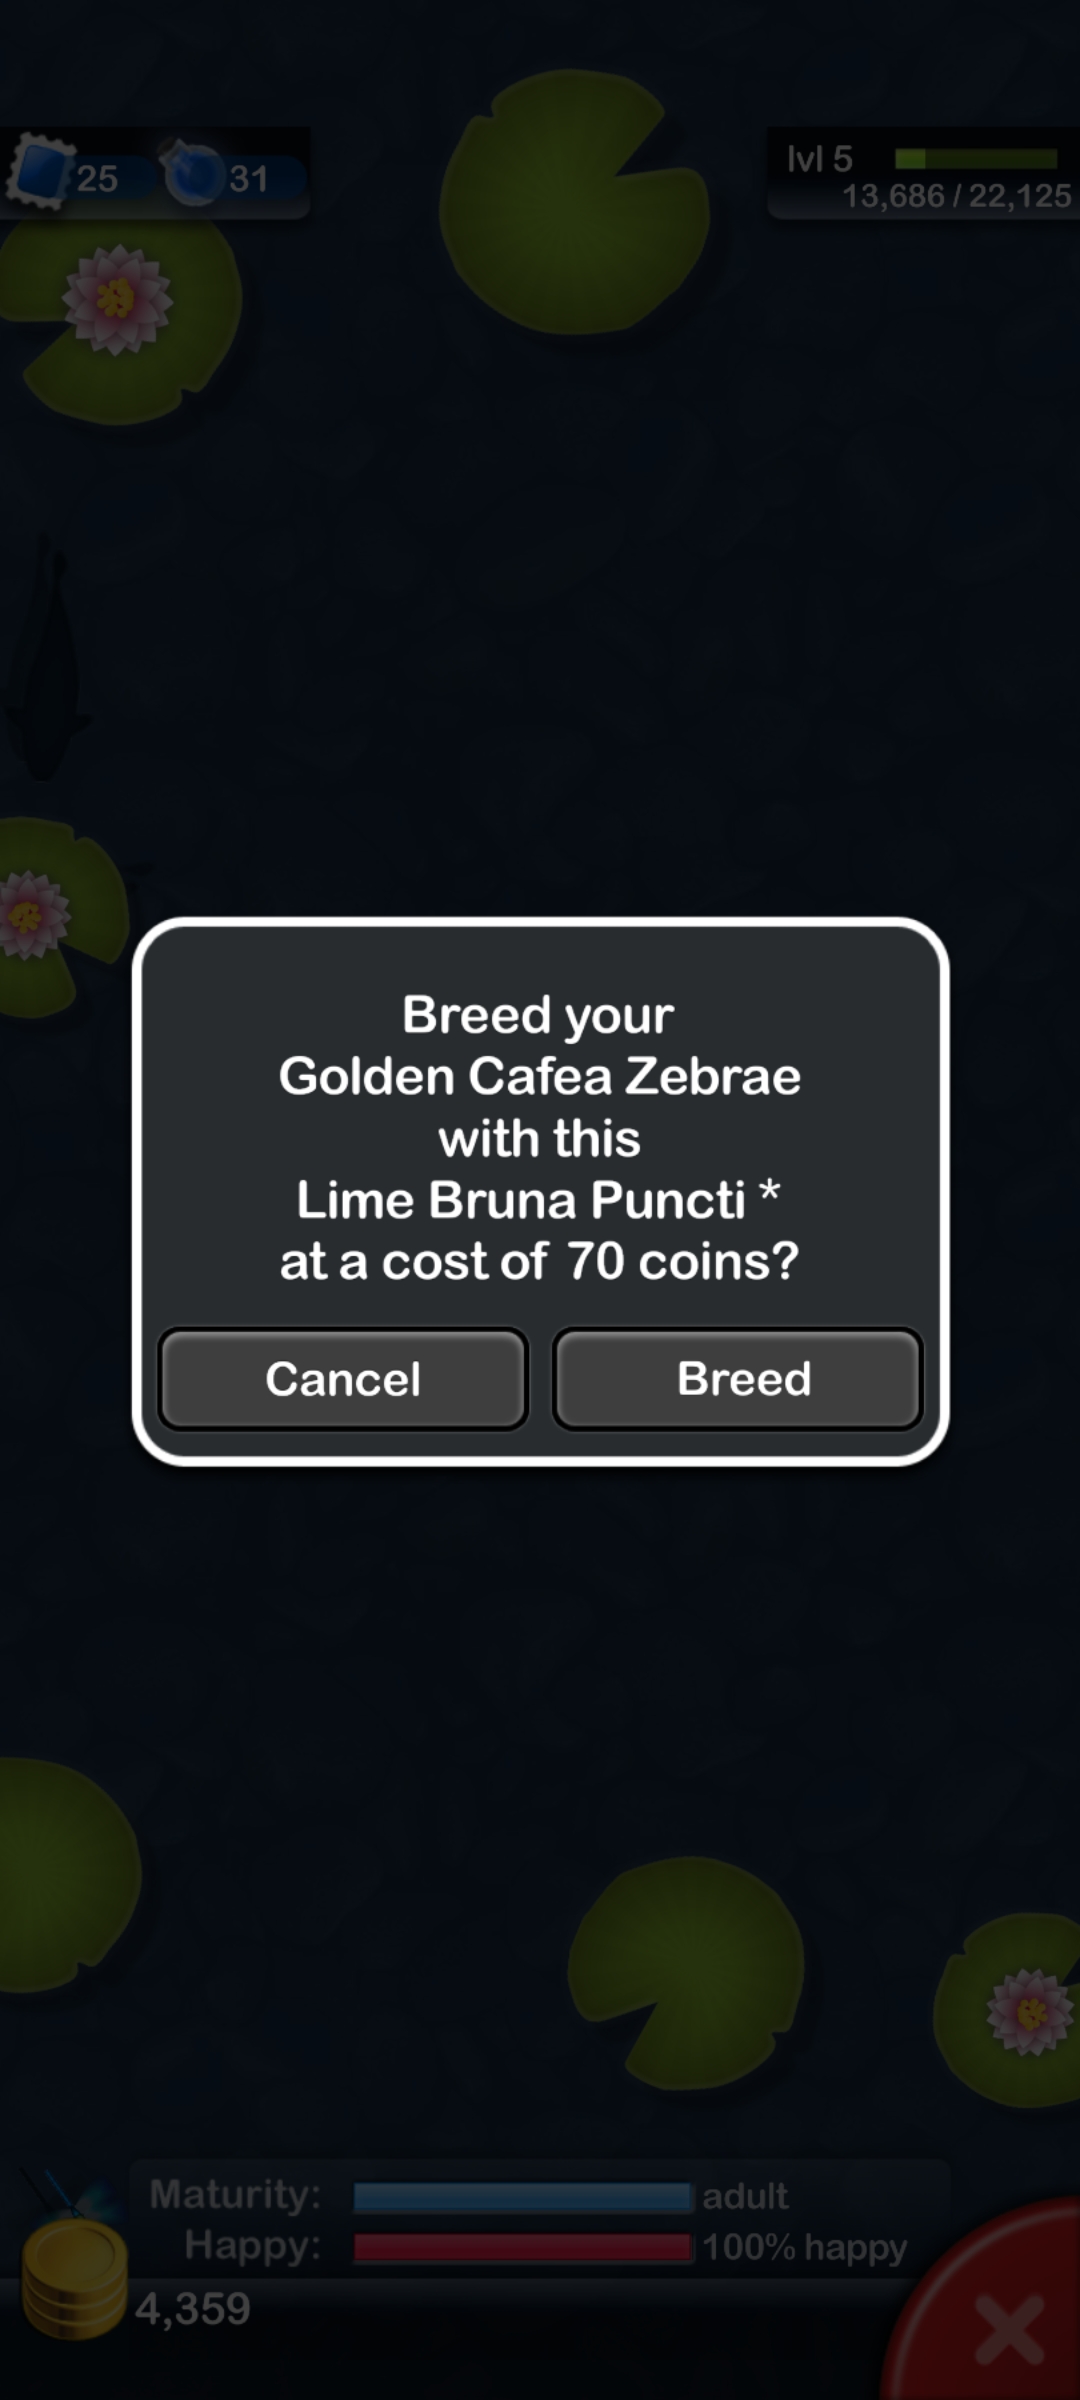 25
31
lvl 5
13,686 / 22,125
Breed your
Golden Cafea Zebrae
with this
Lime Bruna Puncti *
at a cost of 70 coins?
Cancel
Breed
Maturity:
adult
Happy:
100% happy
4,359